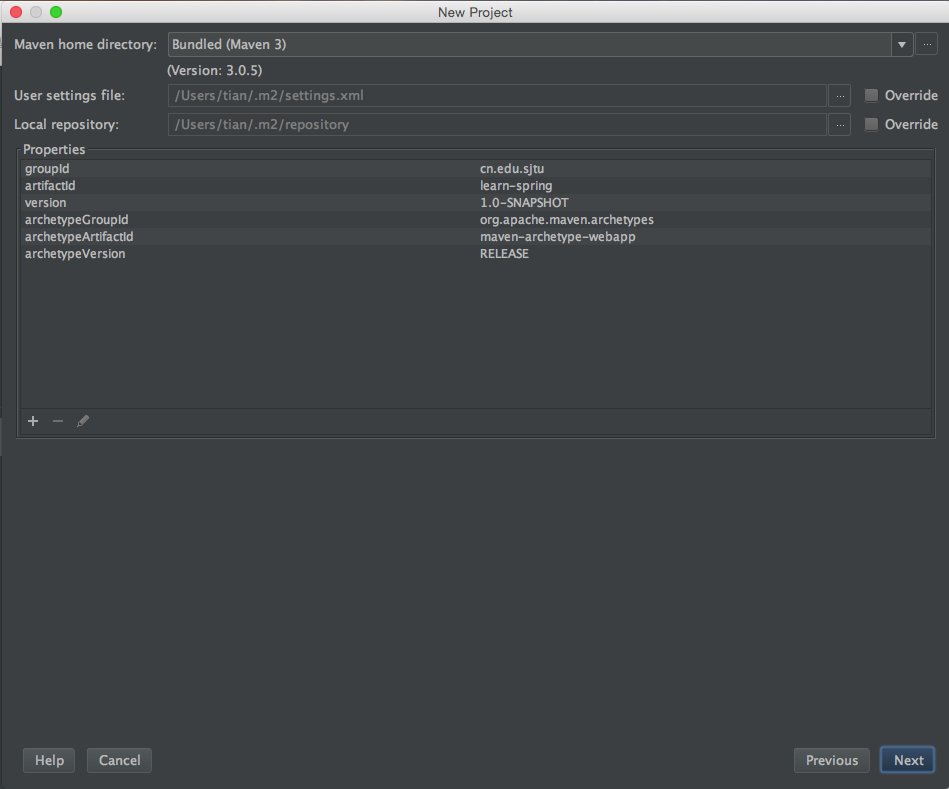 New Project
Maven home directory: Bundled (Maven 3) ...
(Version: 3.0.5)
User settings file: /Users/tian/.m2/settings.xml ... Override
Local repository: /Users/tian/.m2/repository ... Override
Properties
groupId cn.edu.sjtu
artifactId learn-spring
version 1.0-SNAPSHOT
archetypeGroupId org.apache.maven.archetypes
archetypeArtifactId maven-archetype-webapp
archetypeVersion RELEASE
Help Cancel Previous Next